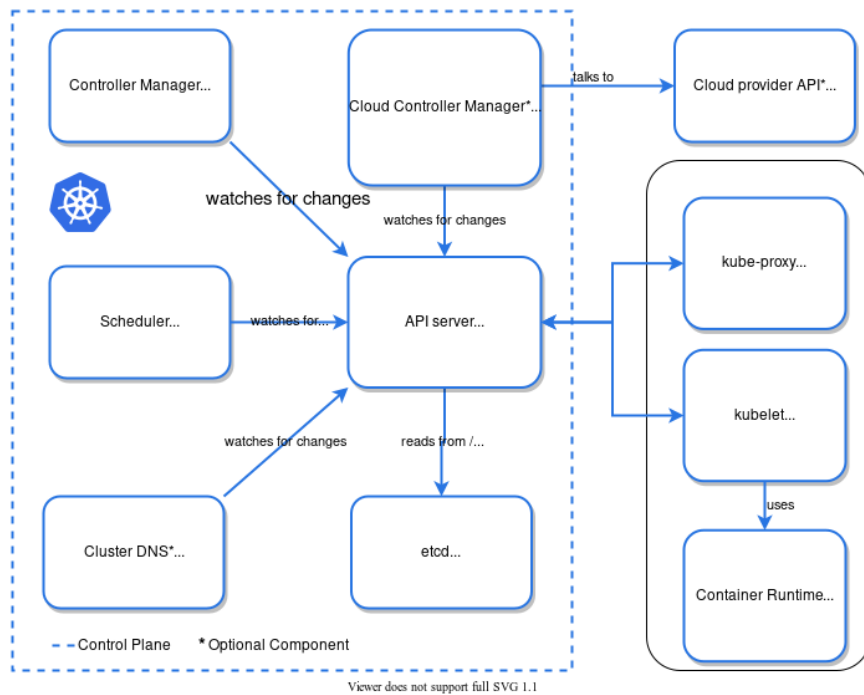 Controller Manager...
Cloud Controller Manager*...
talks to
Cloud provider API*...
watches for changes
watches for changes
kube-proxy...
Scheduler...
watches for...
API server...
kubelet...
watches for changes
reads from /...
uses
Cluster DNS*...
etcd...
Container Runtime...
Control Plane
* Optional Component
Viewer does not support full SVG 1.1